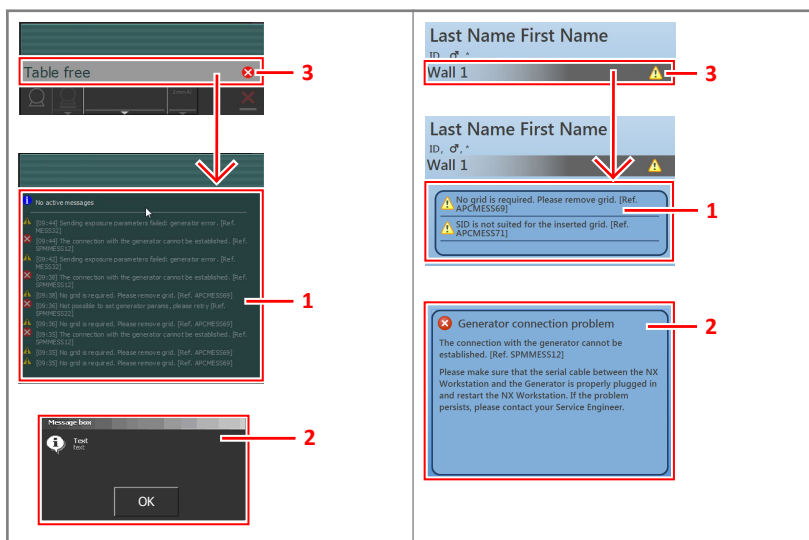 Table free
3
2mmAl
No active messages
[09:44] Sending exposure parameters failed: generator error. [Ref.
MESS32]
[09:44] The connection with the generator cannot be established. [Ref.
SPMMESS12]
[09:42] Sending exposure parameters failed: generator error. [Ref.
MESS32]
[09:38] The connection with the generator cannot be established. [Ref.
SPMMESS12]
[09:38] No grid is required. Please remove grid. [Ref. APCMESS69]
1
[09:36] Not possible to set generator params, please retry [Ref.
SPMMESS22]
[09:36] No grid is required. Please remove grid. [Ref. APCMESS69]
[09:35] The connection with the generator cannot be established. [Ref.
SPMMESS12]
[09:35] No grid is required. Please remove grid. [Ref. APCMESS69]
[09:35] No grid is required. Please remove grid. [Ref. APCMESS69]
Message box
Text
text
2
OK
Last Name First Name
ID, ♂, *
Wall 1
3
Last Name First Name
ID, ♂, *
Wall 1
No grid is required. Please remove grid. [Ref.
APCMESS69]
1
SID is not suited for the inserted grid. [Ref.
APCMESS71]
Generator connection problem
2
The connection with the generator cannot be
established. [Ref. SPMMESS12]
Please make sure that the serial cable between the NX
Workstation and the Generator is properly plugged in
and restart the NX Workstation. If the problem
persists, please contact your Service Engineer.